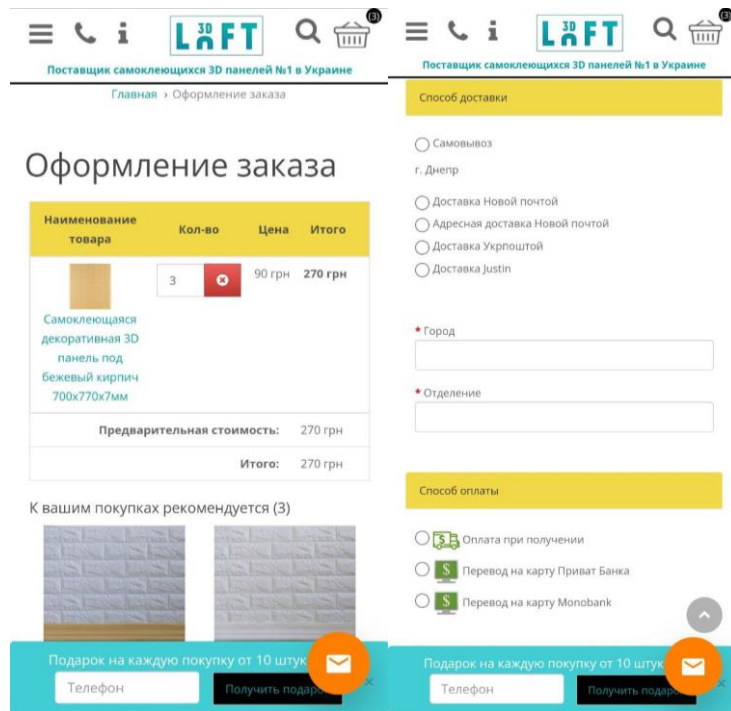 3D
LAFT
(3)
Поставщик самоклеющихся 3D панелей №1 в Украине
Главная › Оформление заказа
Оформление заказа
Наименование товара Кол-во Цена Итого
3 90 грн 270 грн
Самоклеющаяся
декоративная 3D
панель под
бежевый кирпич
700x770x7мм
Предварительная стоимость: 270 грн
Итого: 270 грн
К вашим покупкам рекомендуется (3)
Подарок на каждую покупку от 10 штук
Телефон Получить подарок
3D
LAFT
(3)
Поставщик самоклеющихся 3D панелей №1 в Украине
Способ доставки
Самовывоз
г. Днепр
Доставка Новой почтой
Адресная доставка Новой почтой
Доставка Укрпоштой
Доставка Justin
* Город
* Отделение
Способ оплаты
$ Оплата при получении
$ Перевод на карту Приват Банка
$ Перевод на карту Monobank
Подарок на каждую покупку от 10 штук
Телефон Получить подаро